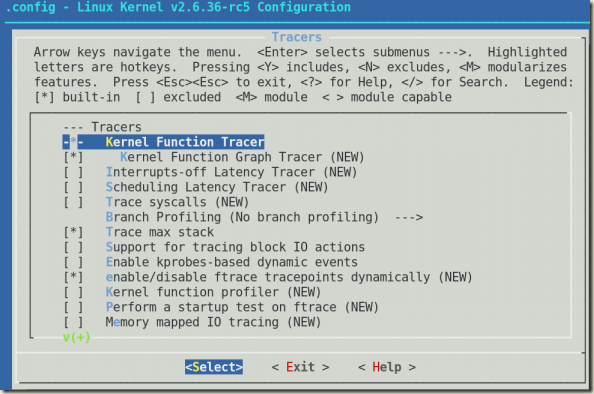 .config - Linux Kernel v2.6.36-rc5 Configuration
Tracers
Arrow keys navigate the menu.  <Enter> selects submenus --->.  Highlighted
letters are hotkeys.  Pressing <Y> includes, <N> excludes, <M> modularizes
features.  Press <Esc><Esc> to exit, <?> for Help, </> for Search.  Legend:
[*] built-in  [ ] excluded  <M> module  < > module capable
--- Tracers
-*-   Kernel Function Tracer
[*]     Kernel Function Graph Tracer (NEW)
[ ]   Interrupts-off Latency Tracer (NEW)
[ ]   Scheduling Latency Tracer (NEW)
[ ]   Trace syscalls (NEW)
Branch Profiling (No branch profiling)  --->
[*]   Trace max stack
[ ]   Support for tracing block IO actions
[ ]   Enable kprobes-based dynamic events
[*]   enable/disable ftrace tracepoints dynamically (NEW)
[ ]   Kernel function profiler (NEW)
[ ]   Perform a startup test on ftrace (NEW)
[ ]   Memory mapped IO tracing (NEW)
v(+)
<Select>    < Exit >    < Help >